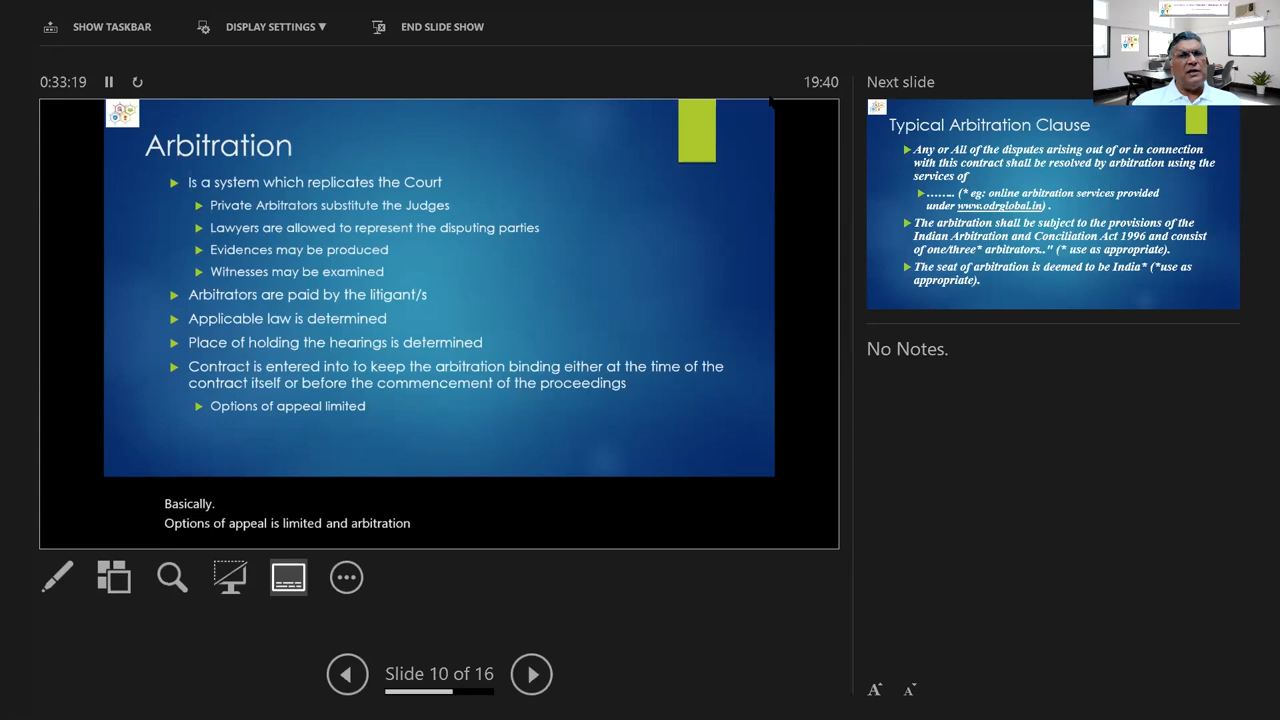 SHOW TASKBAR
DISPLAY SETTINGS ▼
END SLIDE SHOW
0:33:19
19:40
Arbitration
Is a system which replicates the Court
Private Arbitrators substitute the Judges
Lawyers are allowed to represent the disputing parties
Evidences may be produced
Witnesses may be examined
Arbitrators are paid by the litigant/s
Applicable law is determined
Place of holding the hearings is determined
Contract is entered into to keep the arbitration binding either at the time of the
contract itself or before the commencement of the proceedings
Options of appeal limited
Basically.
Options of appeal is limited and arbitration
Slide 10 of 16
Next slide
Typical Arbitration Clause
Any or All of the disputes arising out of or in connection
with this contract shall be resolved by arbitration using the
services of
…….. (* eg: online arbitration services provided
under www.odrglobal.in) .
The arbitration shall be subject to the provisions of the
Indian Arbitration and Conciliation Act 1996 and consist
of one/three* arbitrators.." (* use as appropriate).
The seat of arbitration is deemed to be India* (*use as
appropriate).
No Notes.
A
A